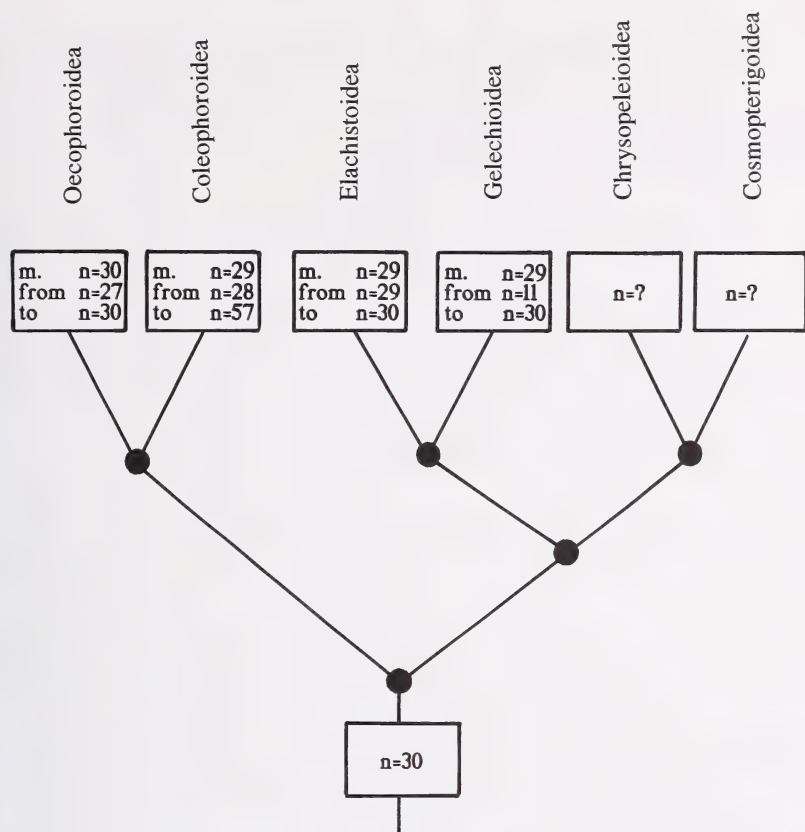 Oecophoroidea
Coleophoroidea
Elachistoidea
Gelechioidea
Chrysopeleioidea
Cosmopterigoidea
m. n=30
from n=27
to n=30
m. n=29
from n=28
to n=57
m. n=29
from n=29
to n=30
m. n=29
from n=11
to n=30
n=?
n=?
n=30